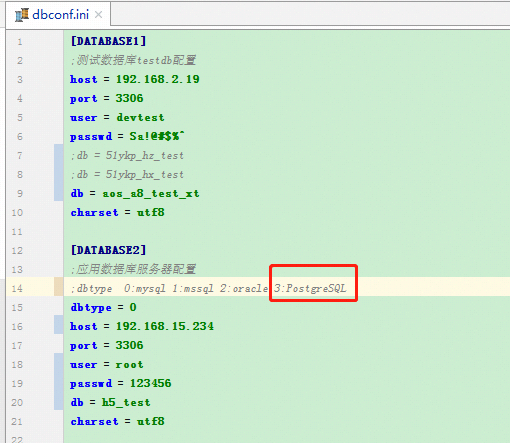 dbconf.ini
1 [DATABASE1]
2 ;测试数据库testdb配置
3 host = 192.168.2.19
4 port = 3306
5 user = devtest
6 passwd = Sa!@#$%^
7 ;db = 51ykp_hz_test
8 ;db = 51ykp_hx_test
9 db = aos_a8_test_xt
10 charset = utf8
11
12 [DATABASE2]
13 ;应用数据库服务器配置
14 ;dbtype  0:mysql 1:mssql 2:oracle 3:PostgreSQL
15 dbtype = 0
16 host = 192.168.15.234
17 port = 3306
18 user = root
19 passwd = 123456
20 db = h5_test
21 charset = utf8
22